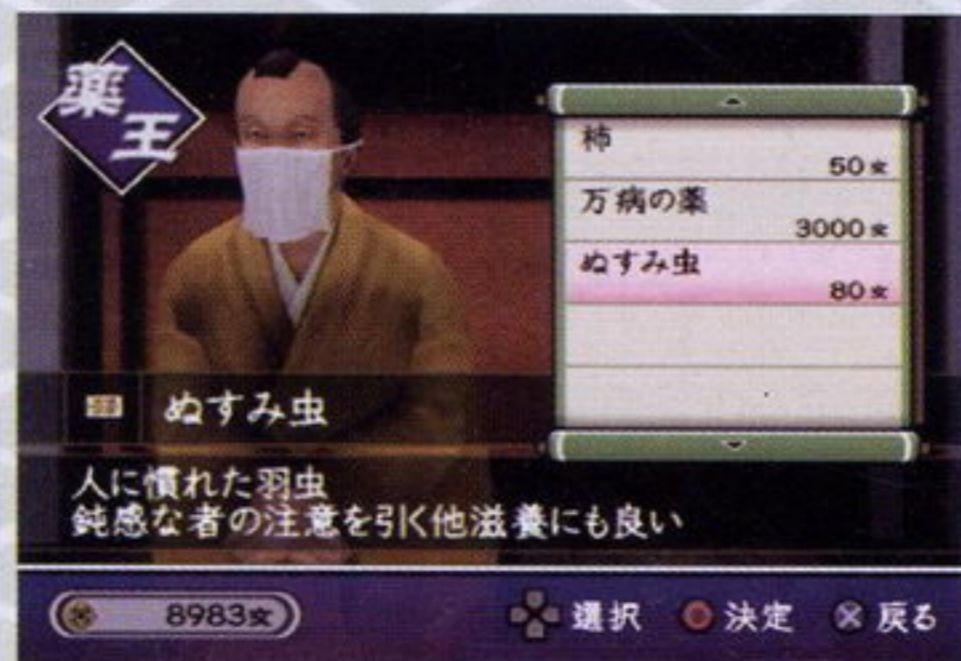 薬王
柿
50文
万病の薬
3000文
ぬすみ虫
80文
ぬすみ虫
人に慣れた羽虫
鈍感な者の注意を引く他滋養にも良い
8983文
選択
決定
戻る